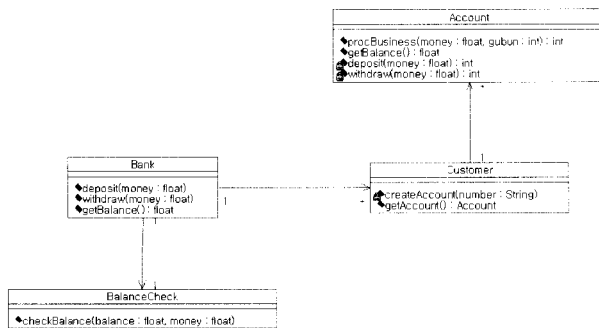 Account
procBusiness(money : float, gubun : int) : int
getBalance() : float
deposit(money : float) : int
withdraw(money : float) : int
*
1
Bank
deposit(money : float)
withdraw(money : float)
getBalance() : float
1
*
Customer
createAccount(number : String)
getAccount() : Account
1
1
BalanceCheck
checkBalance(balance : float, money : float)